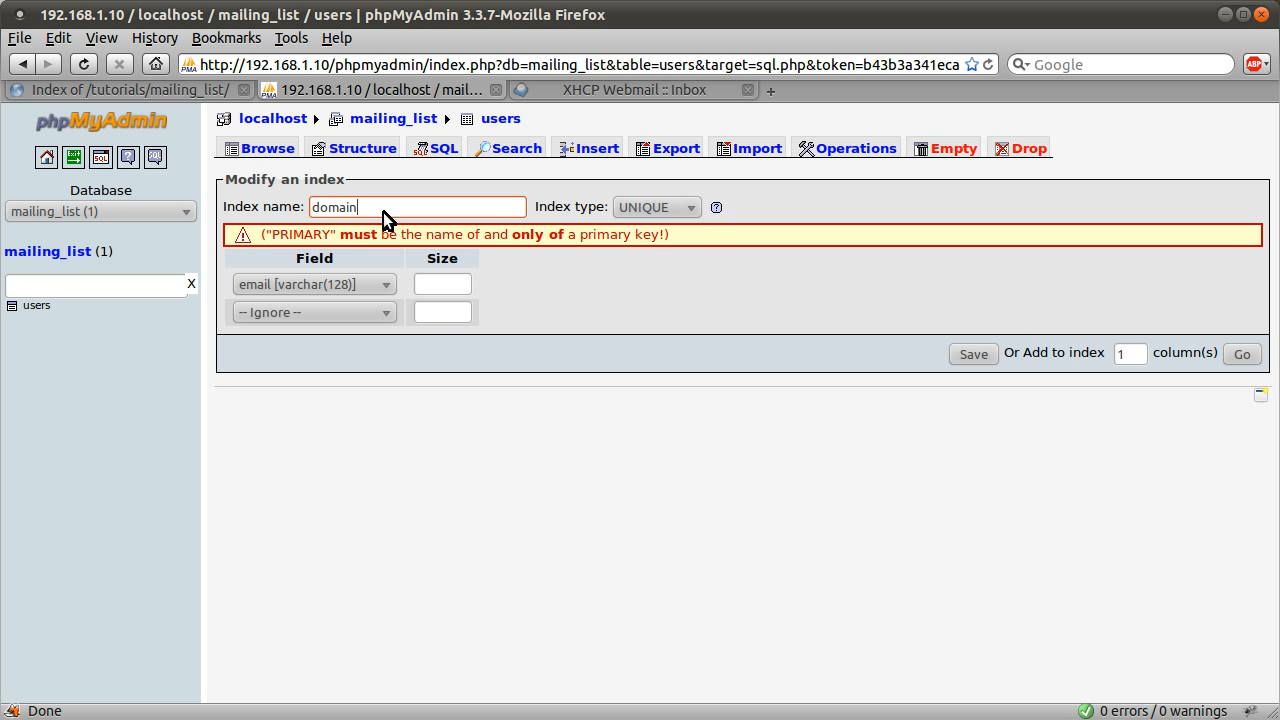 192.168.1.10 / localhost / mailing_list / users | phpMyAdmin 3.3.7-Mozilla Firefox
File Edit View History Bookmarks Tools Help
http://192.168.1.10/phpmyadmin/index.php?db=mailing_list&table=users&target=sql.php&token=b43b3a341eca
Google
ABP
Index of /tutorials/mailing_list/
192.168.1.10 / localhost / mail...
XHCP Webmail :: Inbox
phpMyAdmin
SQL
Database
mailing_list (1)
mailing_list (1)
X
users
localhost mailing_list users
Browse Structure SQL Search Insert Export Import Operations Empty Drop
Modify an index
Index name: domain Index type: UNIQUE
("PRIMARY" must be the name of and only of a primary key!)
Field Size
email [varchar(128)]
-- Ignore --
Save Or Add to index 1 column(s) Go
Done
0 errors / 0 warnings